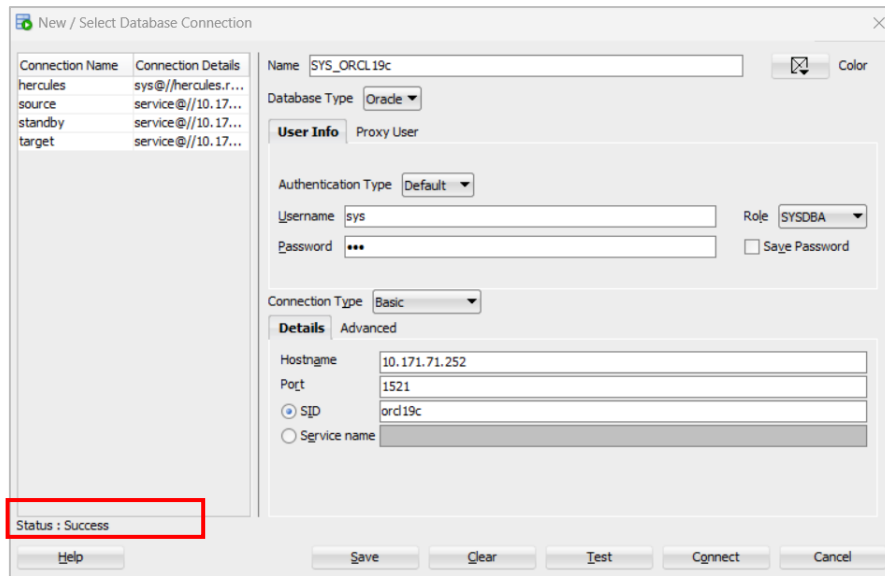 New / Select Database Connection
Connection Name Connection Details
hercules sys@//hercules.r...
source service@//10.17...
standby service@//10.17...
target service@//10.17...
Name SYS_ORCL19c Color
Database Type Oracle
User Info Proxy User
Authentication Type Default
Username sys Role SYSDBA
Password ••• Save Password
Connection Type Basic
Details Advanced
Hostname 10.171.71.252
Port 1521
SID orcl19c
Service name
Status : Success
Help Save Clear Test Connect Cancel